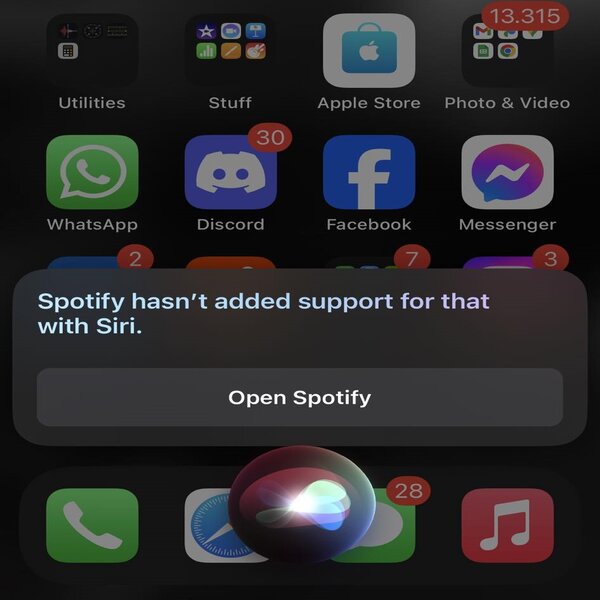 13.315
Utilities
Stuff
Apple Store
Photo & Video
30
WhatsApp
Discord
Facebook
Messenger
2
7
3
Spotify hasn’t added support for that
with Siri.
Open Spotify
28